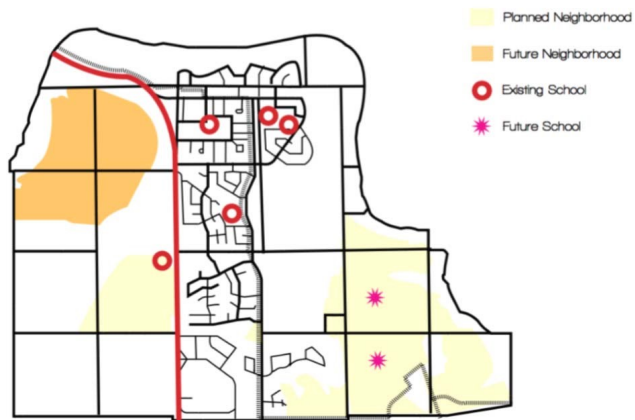 Planned Neighborhood
Future Neighborhood
Existing School
Future School